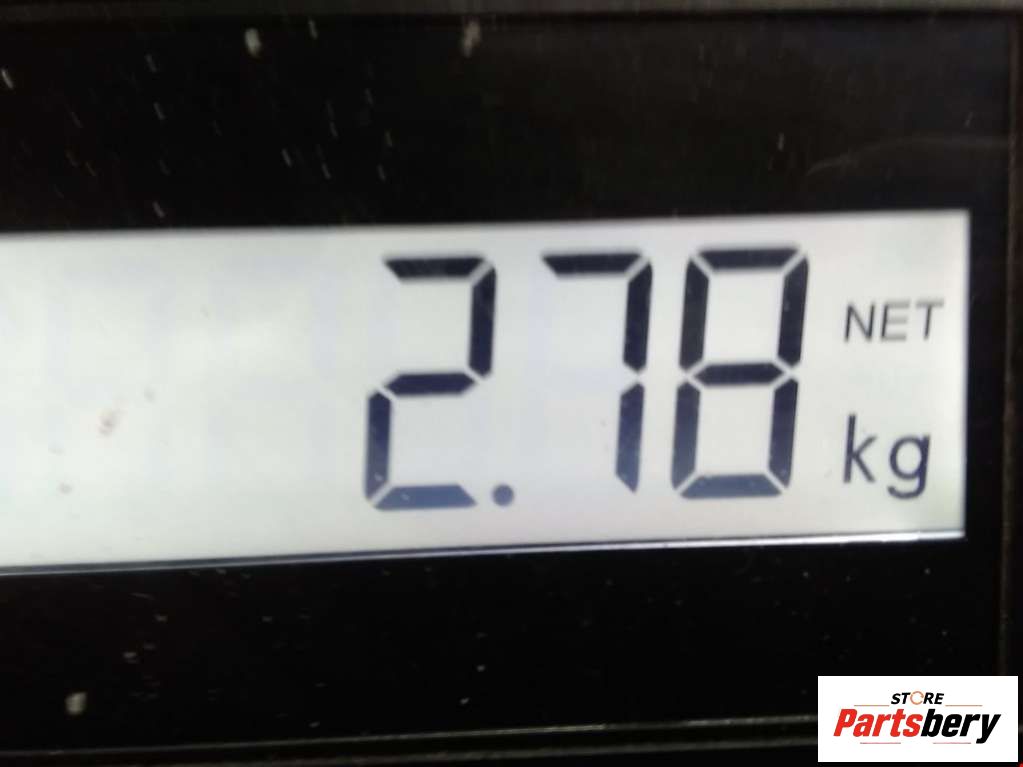 2.78 NET
kg
STORE
Partsbery